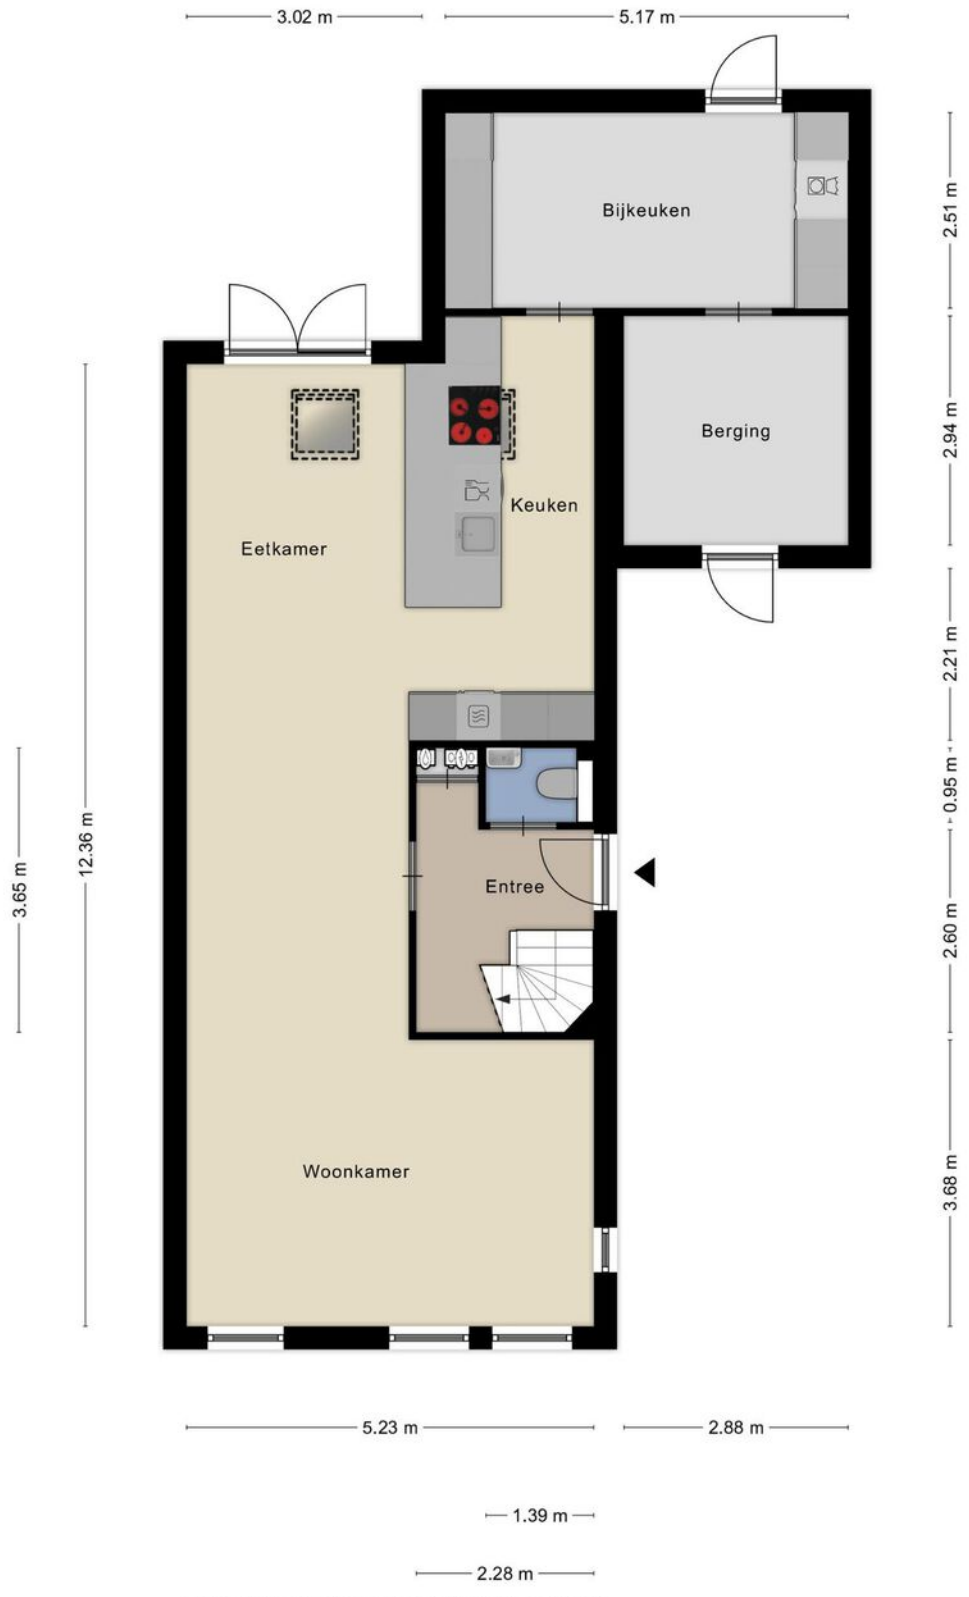 3.02 m
5.17 m
Bijkeuken
2.51 m
Berging
2.94 m
Keuken
Eetkamer
2.21 m
0.95 m
12.36 m
3.65 m
Entree
2.60 m
Woonkamer
3.68 m
5.23 m
2.88 m
1.39 m
2.28 m